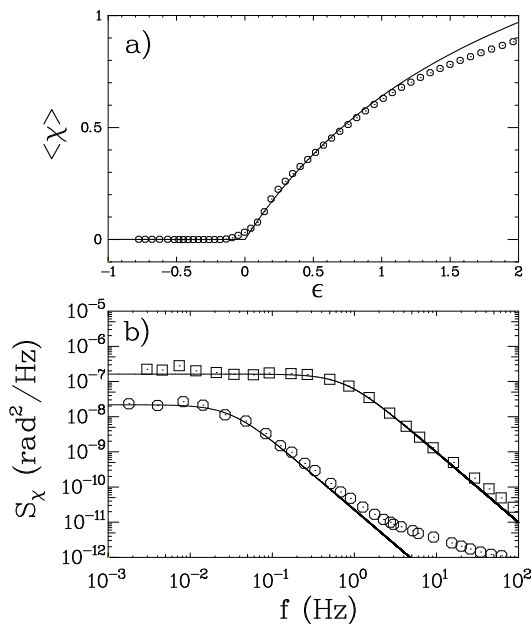 a)
1
0.5
0
<χ>
−1 −0.5 0 0.5 1 1.5 2
ϵ
b)
10⁻⁵
10⁻⁶
10⁻⁷
10⁻⁸
10⁻⁹
10⁻¹⁰
10⁻¹¹
10⁻¹²
Sᵪ (rad²/Hz)
10⁻³ 10⁻² 10⁻¹ 10⁰ 10¹ 10²
f (Hz)